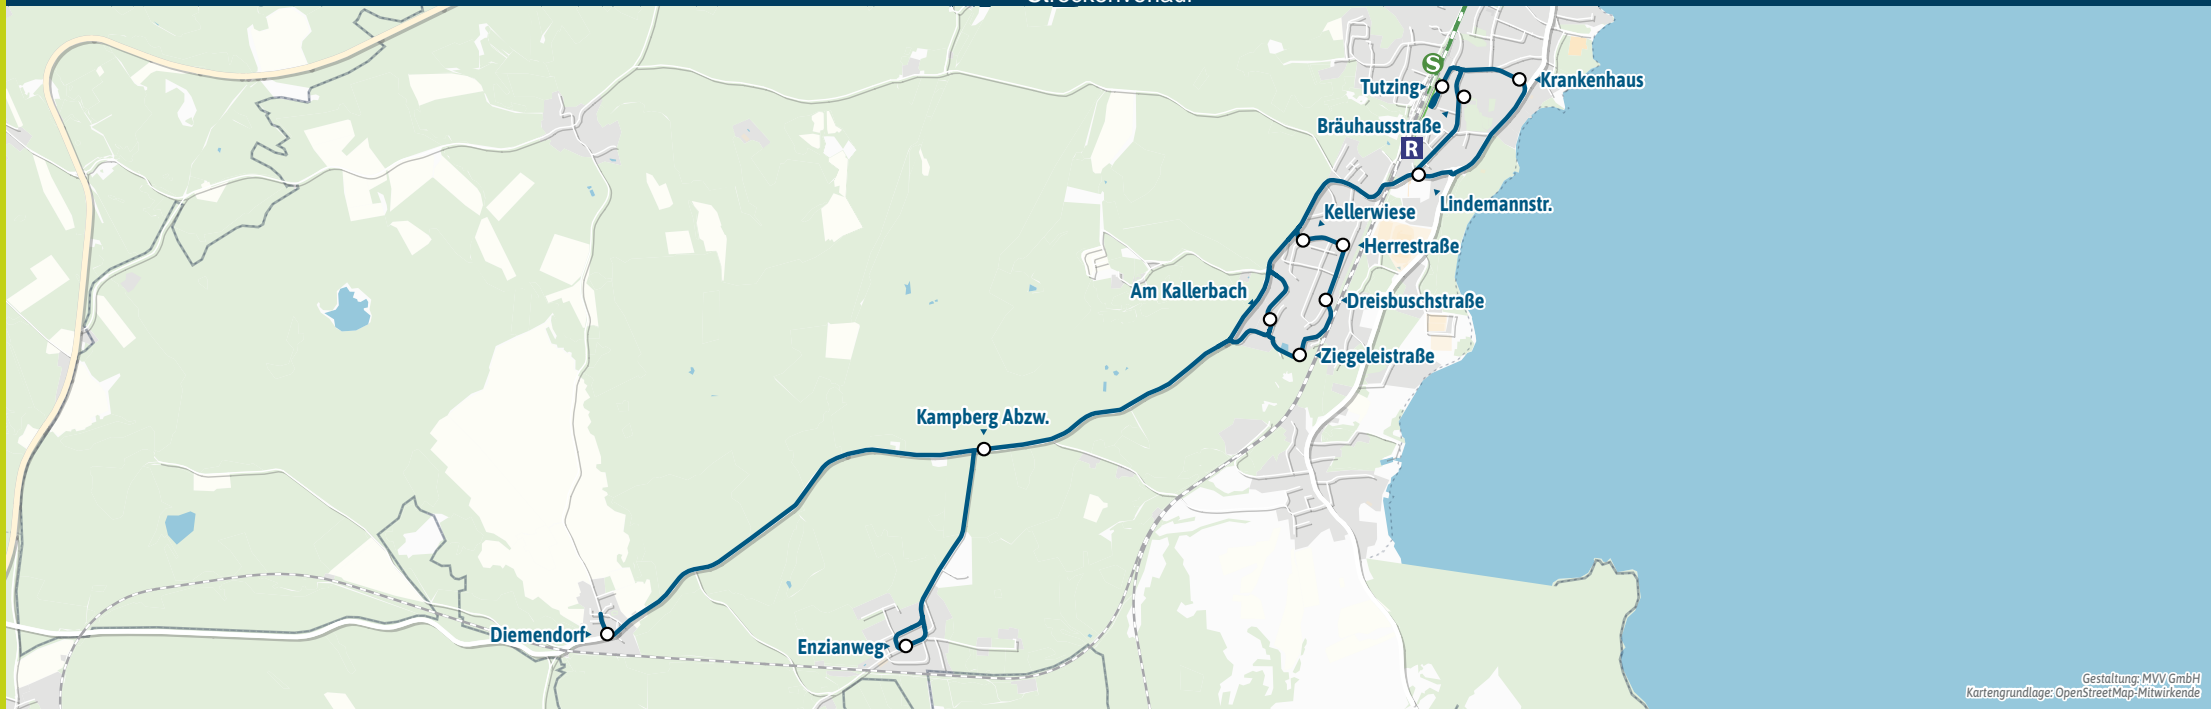 Streckenverlauf
S
Tutzing
Krankenhaus
Bräuhausstraße
R
Lindemannstr.
Kellerwiese
Herrestraße
Am Kallerbach
Dreisbuschstraße
Ziegeleistraße
Kampberg Abzw.
Diemendorf
Enzianweg
Gestaltung: MVV GmbH
Kartengrundlage: OpenStreetMap-Mitwirkende